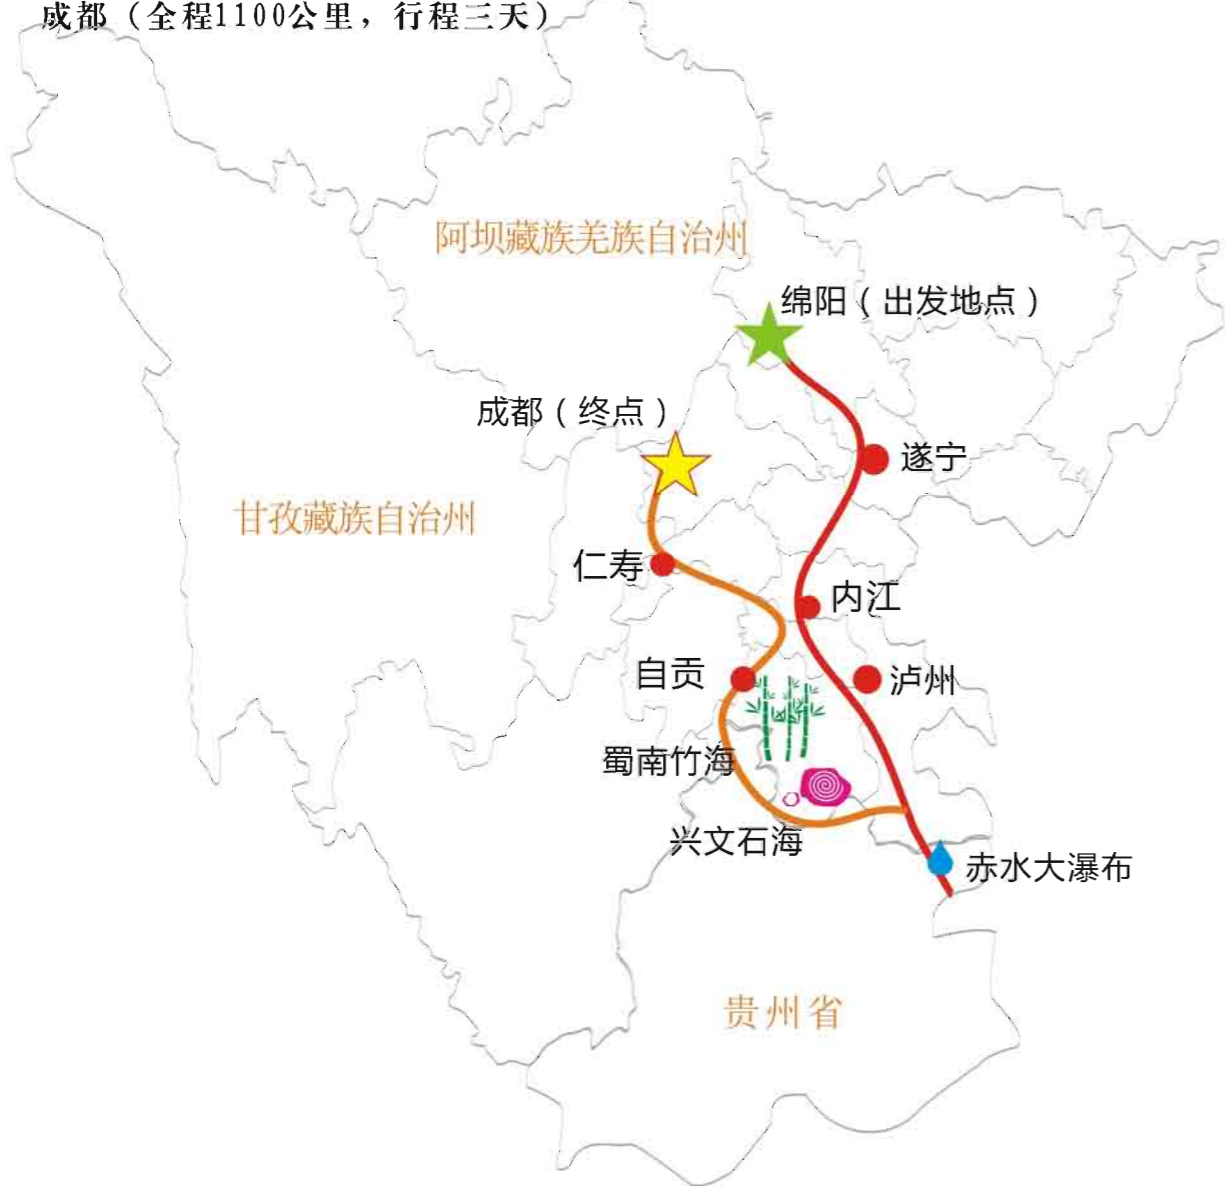 成都（全程1100公里，行程三天）
阿坝藏族羌族自治州
绵阳（出发地点）
成都（终点）
遂宁
甘孜藏族自治州
仁寿
内江
自贡
泸州
蜀南竹海
兴文石海
赤水大瀑布
贵州省